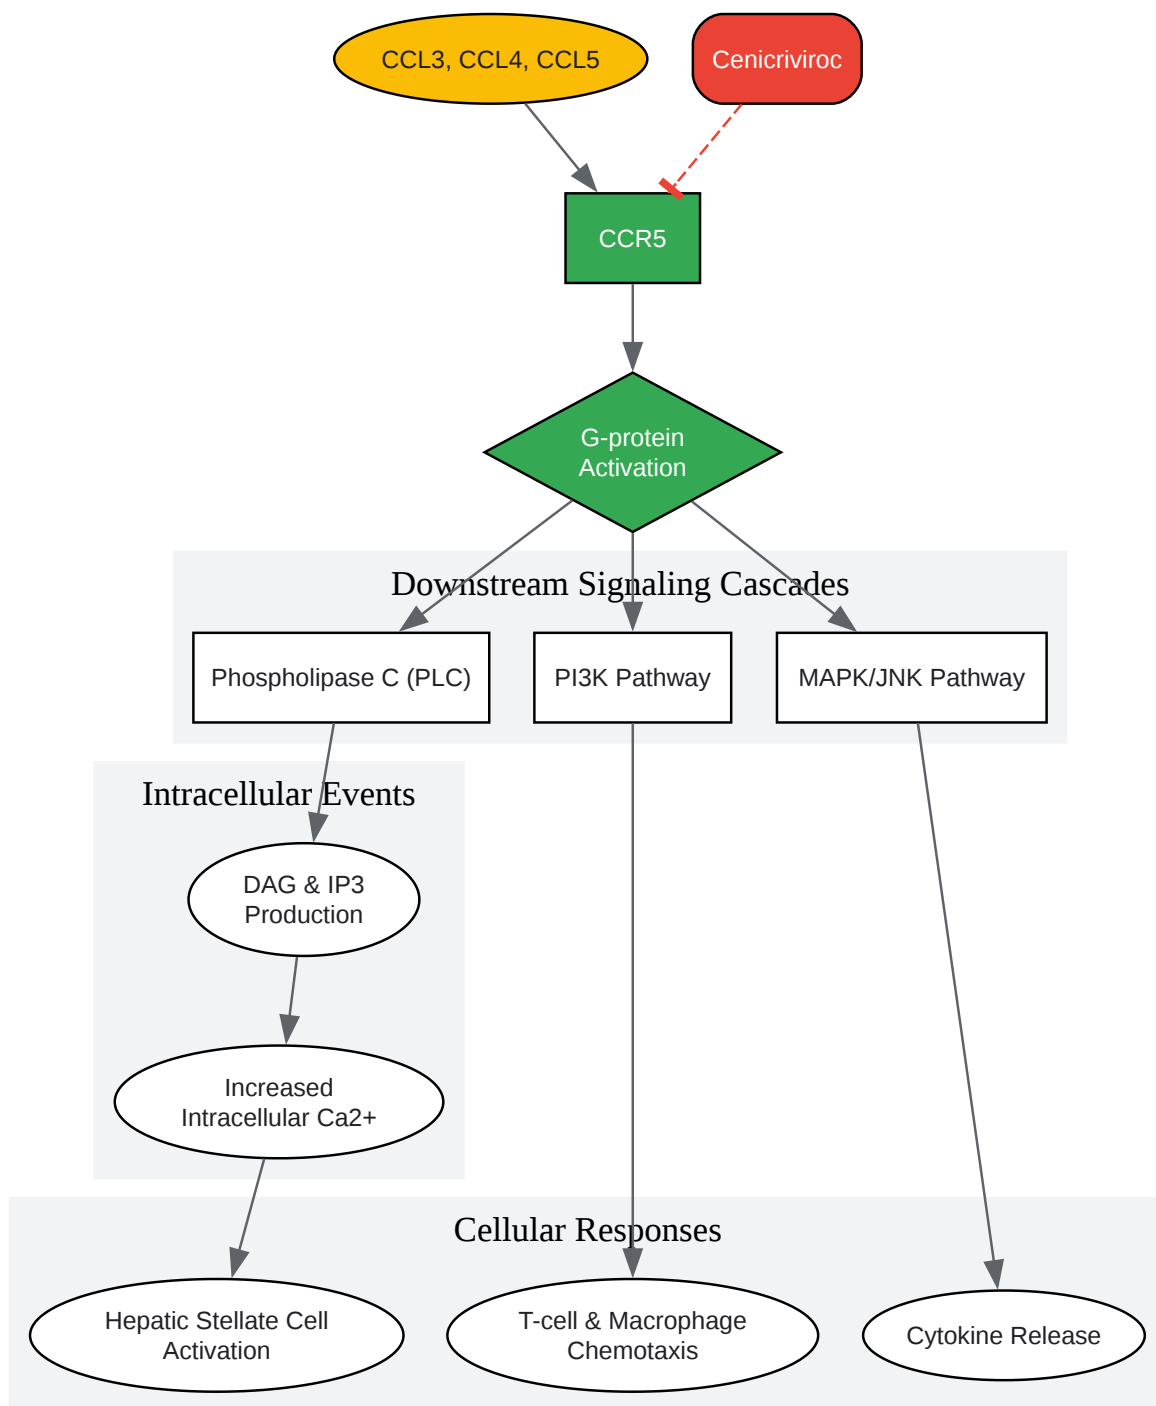 CCL3, CCL4, CCL5
Cenicriviroc
CCR5
G-protein
Activation
Downstream Signaling Cascades
Phospholipase C (PLC)
PI3K Pathway
MAPK/JNK Pathway
Intracellular Events
DAG & IP3
Production
Increased
Intracellular Ca2+
Cellular Responses
Hepatic Stellate Cell
Activation
T-cell & Macrophage
Chemotaxis
Cytokine Release